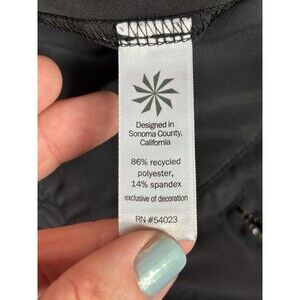 Designed in
Sonoma County,
California
86% recycled
polyester,
14% spandex
exclusive of decoration
RN #54023